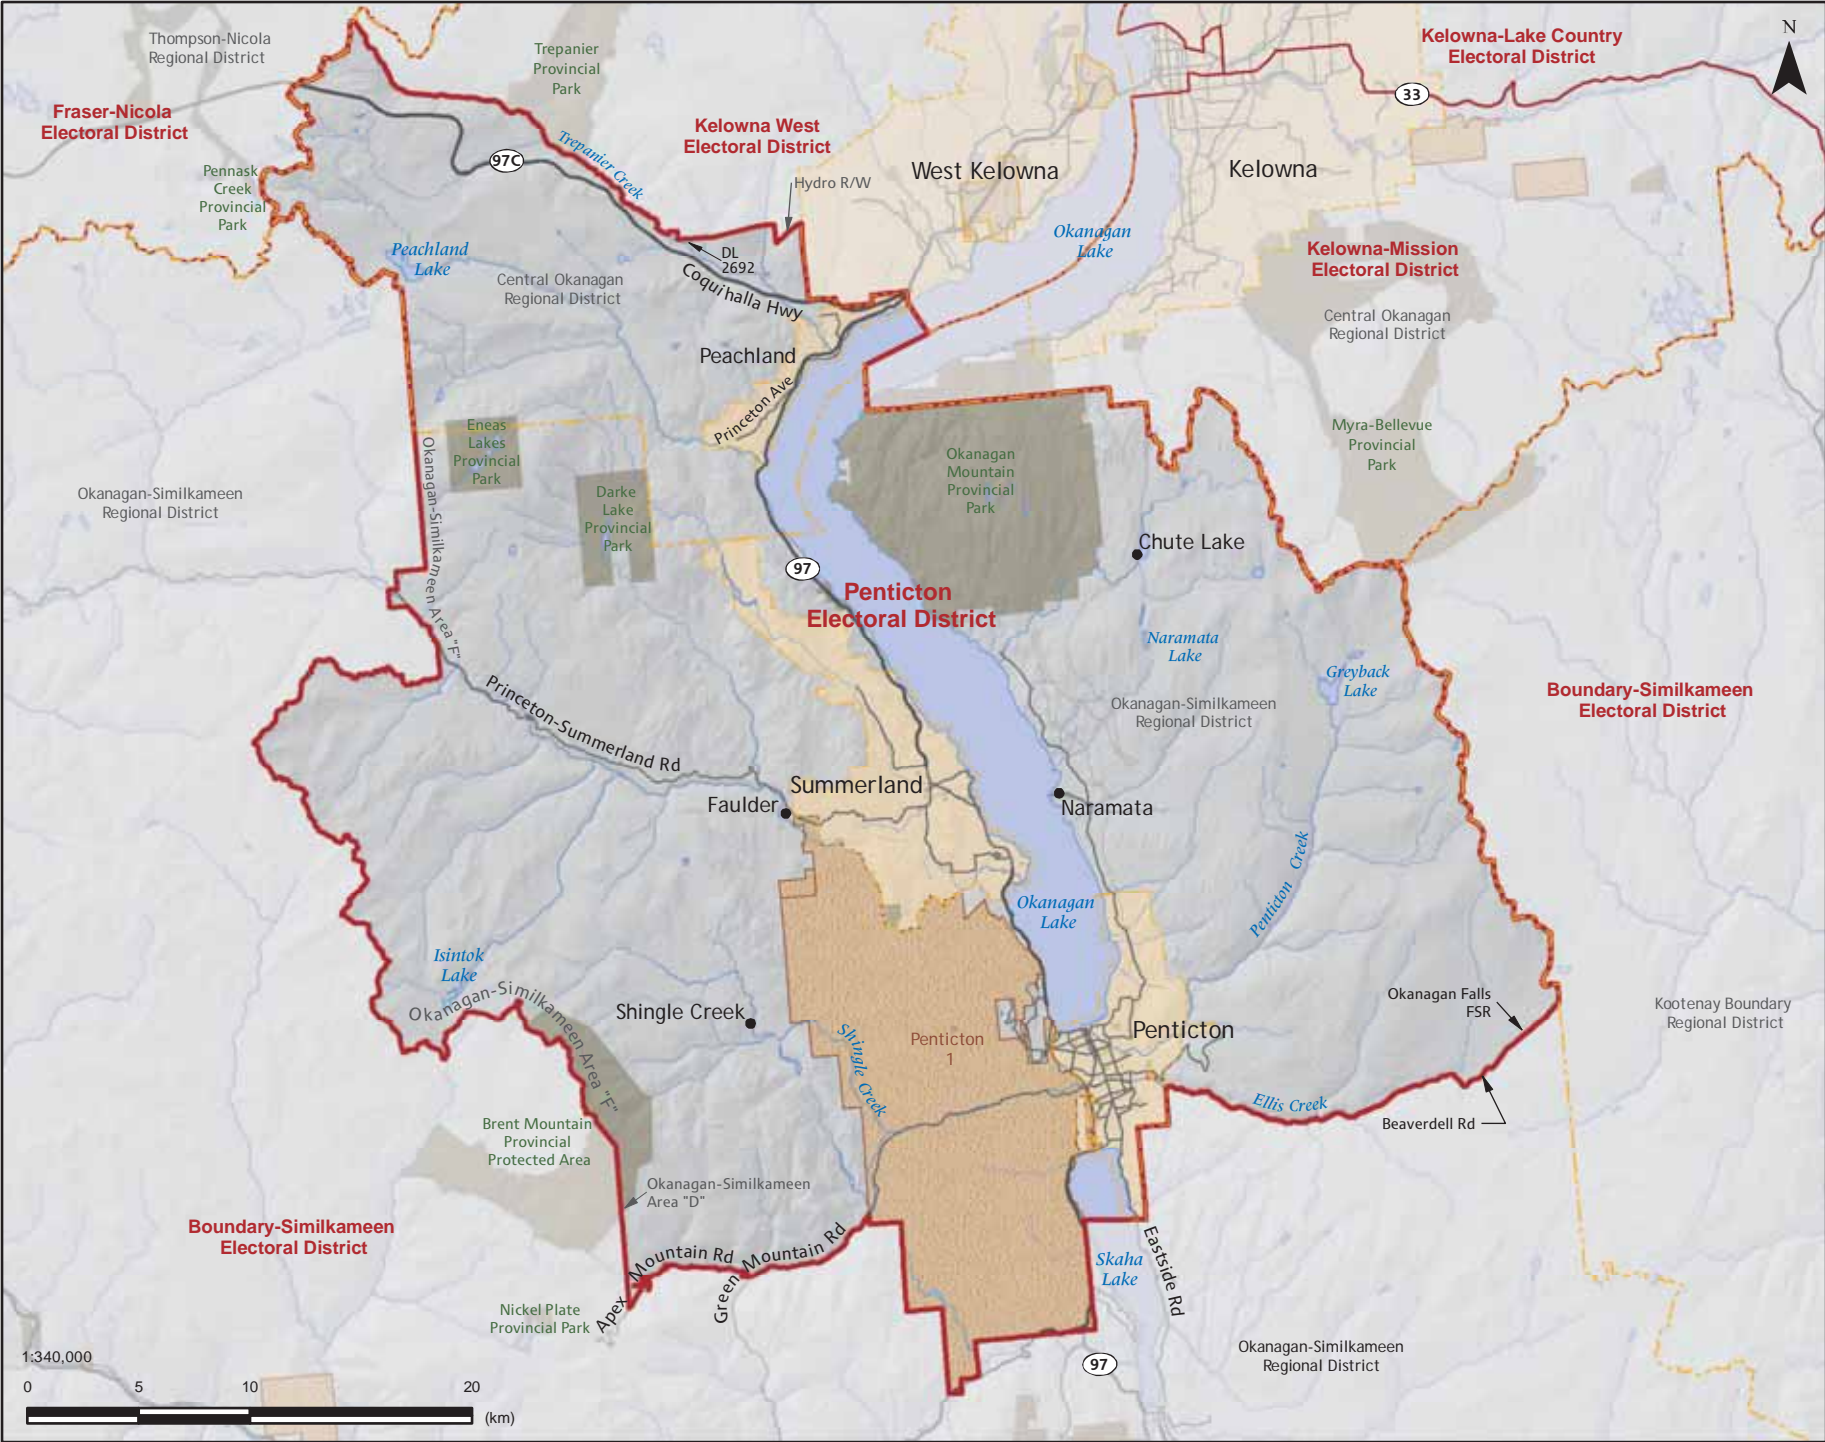 Thompson-Nicola
Regional District
Trepanier
Provincial
Park
Kelowna-Lake Country
Electoral District
N
33
Fraser-Nicola
Electoral District
Kelowna West
Electoral District
97C
Trepanier Creek
West Kelowna
Kelowna
Pennask
Creek
Provincial
Park
Hydro R/W
Okanagan
Lake
Kelowna-Mission
Electoral District
Peachland
Lake
DL
2692
Central Okanagan
Regional District
Coquihalla Hwy
Central Okanagan
Regional District
Peachland
Princeton Ave
Eneas
Lakes
Provincial
Park
Okanagan
Mountain
Provincial
Park
Myra-Bellevue
Provincial
Park
Okanagan-Similkameen
Regional District
Darke
Lake
Provincial
Park
Okanagan-Similkameen Area "F"
Chute Lake
97
Penticton
Electoral District
Naramata
Lake
Greyback
Lake
Okanagan-Similkameen
Regional District
Boundary-Similkameen
Electoral District
Princeton-Summerland Rd
Summerland
Faulder
Naramata
Penticton Creek
Okanagan
Lake
Isintok
Lake
Okanagan-Similkameen Area "F"
Shingle Creek
Shingle Creek
Penticton
1
Penticton
Okanagan Falls
FSR
Kootenay Boundary
Regional District
Ellis Creek
Beaverdell Rd
Brent Mountain
Provincial
Protected Area
Okanagan-Similkameen
Area "D"
Boundary-Similkameen
Electoral District
Apex Mountain Rd
Green Mountain Rd
Skaha
Lake
Eastside Rd
Nickel Plate
Provincial Park
Okanagan-Similkameen
Regional District
97
1:340,000
0 5 10 20
(km)